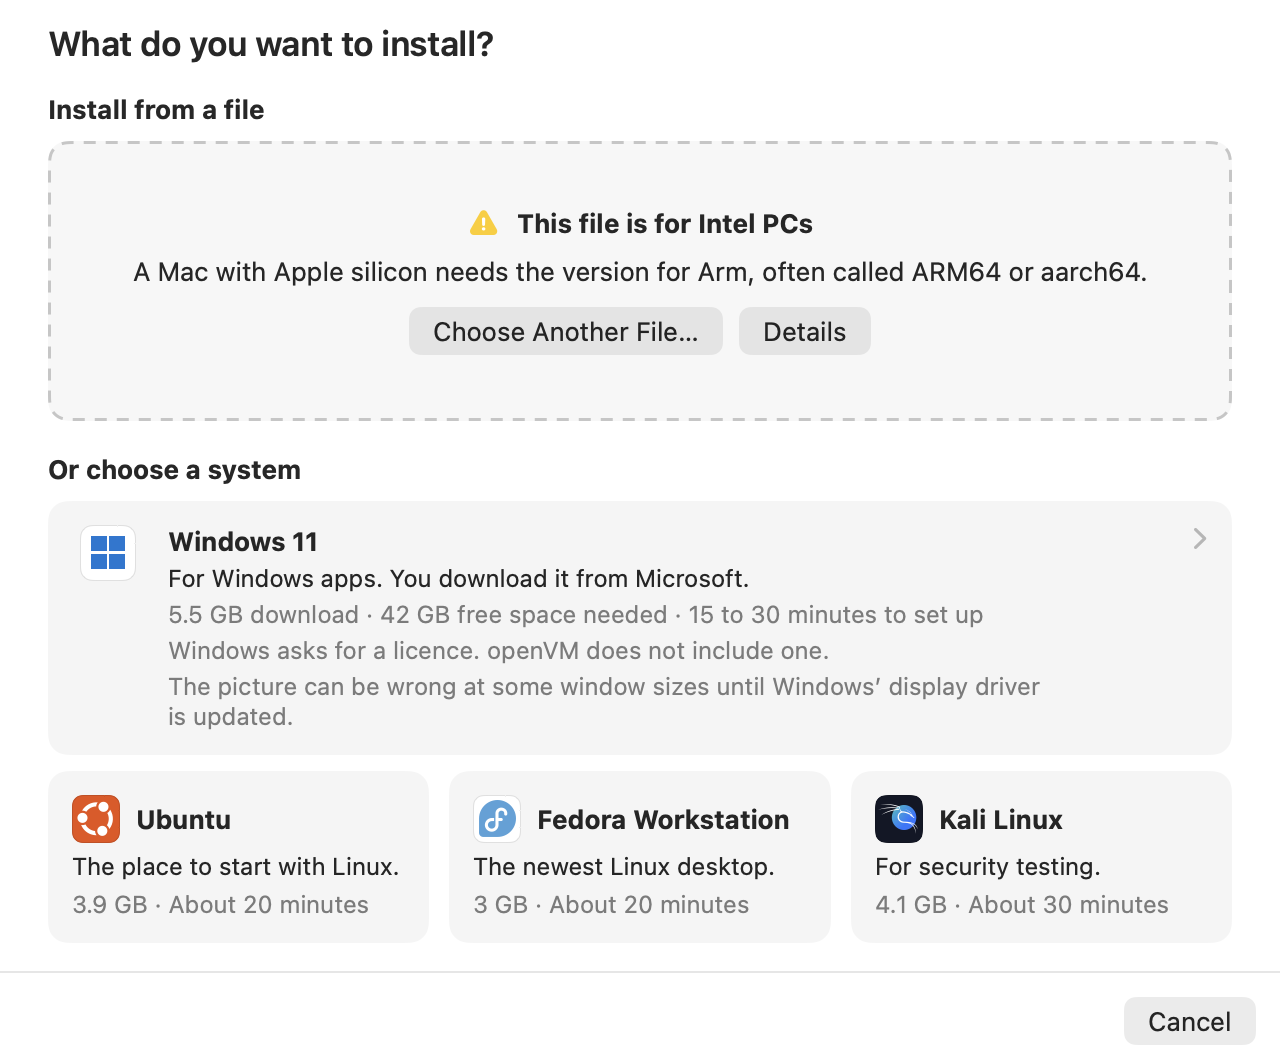 What do you want to install?
Install from a file
This file is for Intel PCs
A Mac with Apple silicon needs the version for Arm, often called ARM64 or aarch64.
Choose Another File...
Details
Or choose a system
Windows 11
For Windows apps. You download it from Microsoft.
5.5 GB download · 42 GB free space needed · 15 to 30 minutes to set up
Windows asks for a licence. openVM does not include one.
The picture can be wrong at some window sizes until Windows’ display driver
is updated.
Ubuntu
The place to start with Linux.
3.9 GB · About 20 minutes
Fedora Workstation
The newest Linux desktop.
3 GB · About 20 minutes
Kali Linux
For security testing.
4.1 GB · About 30 minutes
Cancel